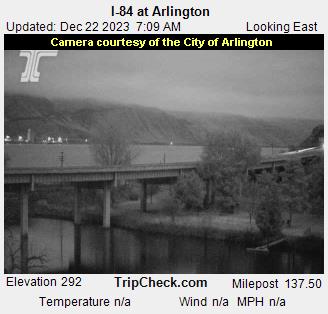 I-84 at Arlington
Updated: Dec 22 2023 7:09 AM Looking East
Camera courtesy of the City of Arlington
Elevation 292 TripCheck.com Milepost 137.50
Temperature n/a Wind n/a MPH n/a